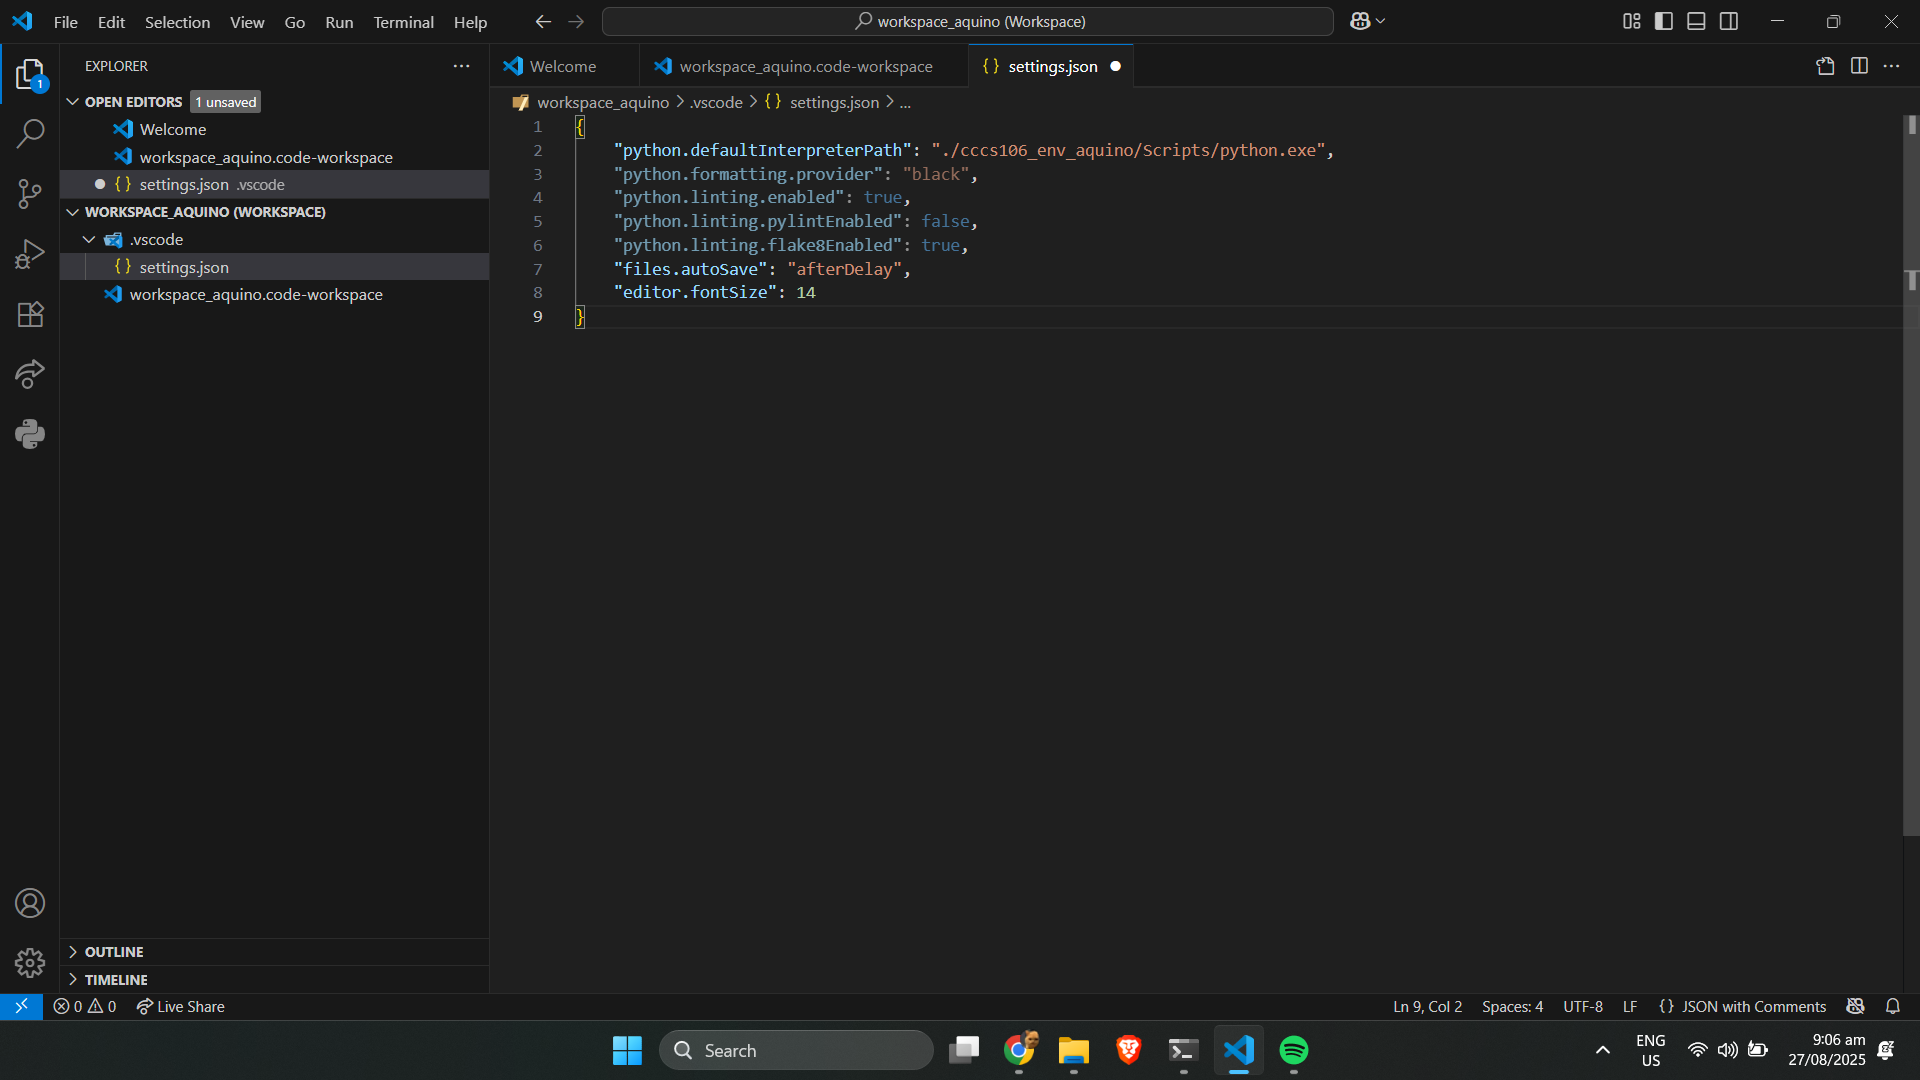 File Edit Selection View Go Run Terminal Help
workspace_aquino (Workspace)
EXPLORER
1
OPEN EDITORS 1 unsaved
Welcome
workspace_aquino.code-workspace
settings.json .vscode
WORKSPACE_AQUINO (WORKSPACE)
.vscode
settings.json
workspace_aquino.code-workspace
OUTLINE
TIMELINE
Welcome workspace_aquino.code-workspace {} settings.json
workspace_aquino > .vscode > {} settings.json > ...
1 {
2 "python.defaultInterpreterPath": "./cccs106_env_aquino/Scripts/python.exe",
3 "python.formatting.provider": "black",
4 "python.linting.enabled": true,
5 "python.linting.pylintEnabled": false,
6 "python.linting.flake8Enabled": true,
7 "files.autoSave": "afterDelay",
8 "editor.fontSize": 14
9 }
0 0 Live Share Ln 9, Col 2 Spaces: 4 UTF-8 LF {} JSON with Comments
Search
ENG
US
9:06 am
27/08/2025